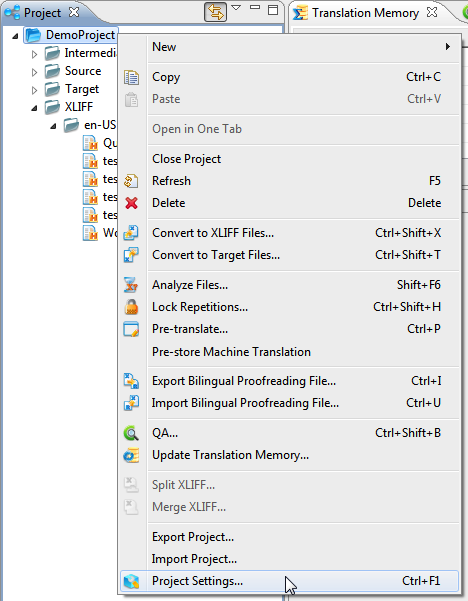 Project
Translation Memory
DemoProject
Intermedia
Source
Target
XLIFF
en-US
Qu
tes
tes
tes
tes
Wo
New
Copy Ctrl+C
Paste Ctrl+V
Open in One Tab
Close Project
Refresh F5
Delete Delete
Convert to XLIFF Files... Ctrl+Shift+X
Convert to Target Files... Ctrl+Shift+T
Analyze Files... Shift+F6
Lock Repetitions... Ctrl+Shift+H
Pre-translate... Ctrl+P
Pre-store Machine Translation
Export Bilingual Proofreading File... Ctrl+I
Import Bilingual Proofreading File... Ctrl+U
QA... Ctrl+Shift+B
Update Translation Memory...
Split XLIFF...
Merge XLIFF...
Export Project...
Import Project...
Project Settings... Ctrl+F1